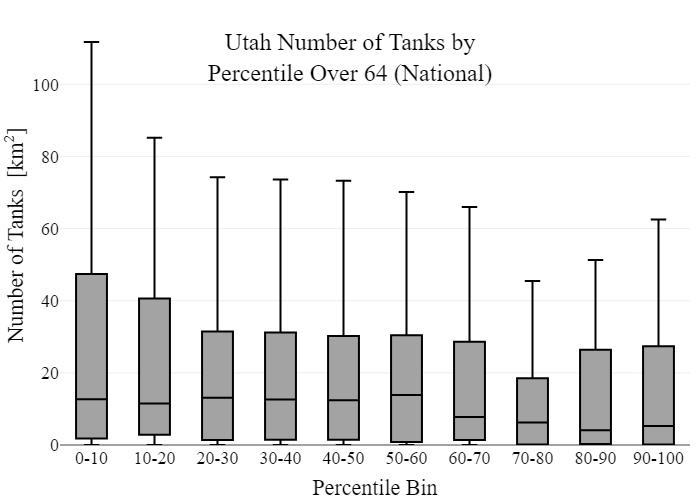 Utah Number of Tanks by
Percentile Over 64 (National)
Number of Tanks [km²]
100
80
60
40
20
0
0-10 10-20 20-30 30-40 40-50 50-60 60-70 70-80 80-90 90-100
Percentile Bin